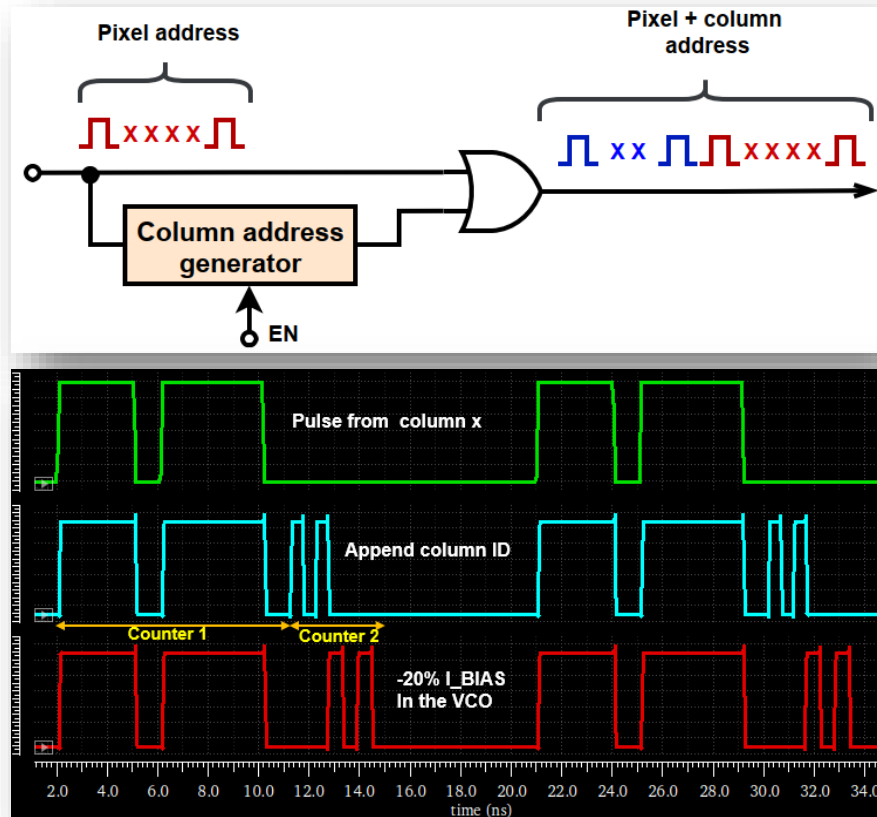 Pixel address
Pixel + column
address
X X X X
X X
X X X X
Column address
generator
EN
Pulse from column x
Append column ID
Counter 1
Counter 2
-20% I_BIAS
In the VCO
2.0 4.0 6.0 8.0 10.0 12.0 14.0 16.0 18.0 20.0 22.0 24.0 26.0 28.0 30.0 32.0 34.0
time (ns)